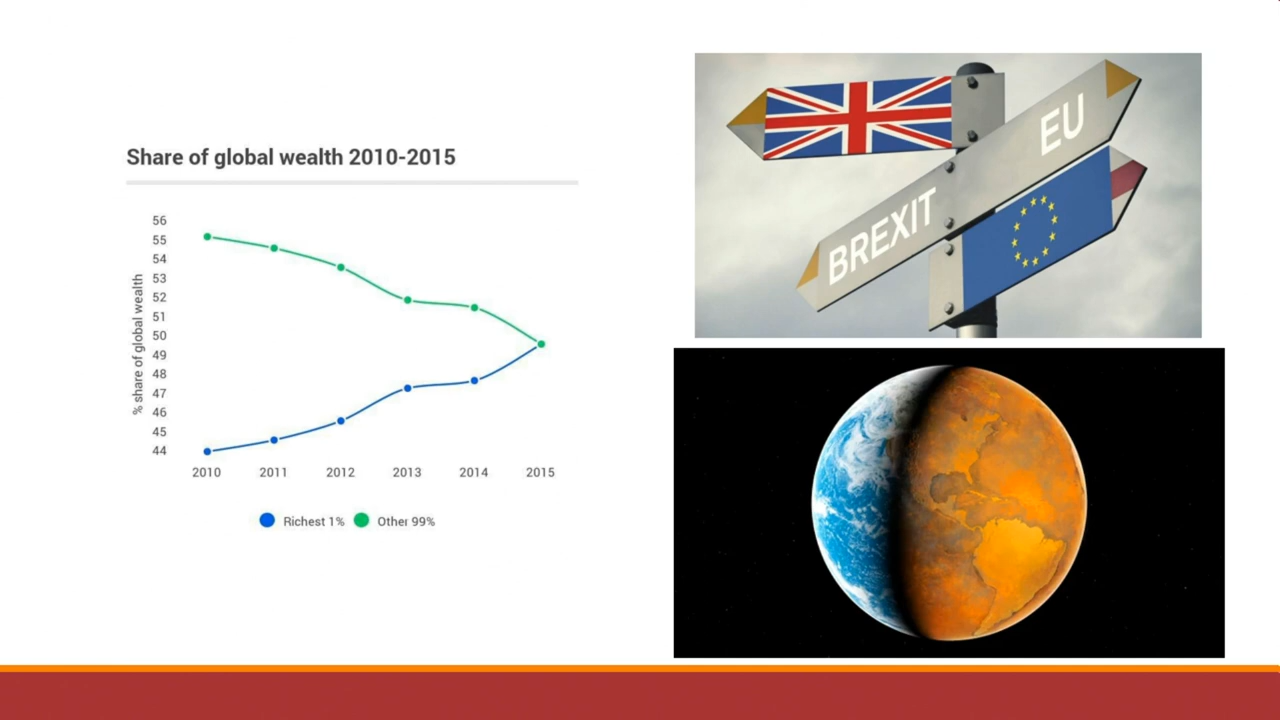 Share of global wealth 2010-2015
% share of global wealth
56
55
54
53
52
51
50
49
48
47
46
45
44
2010 2011 2012 2013 2014 2015
Richest 1% Other 99%
EU
BREXIT